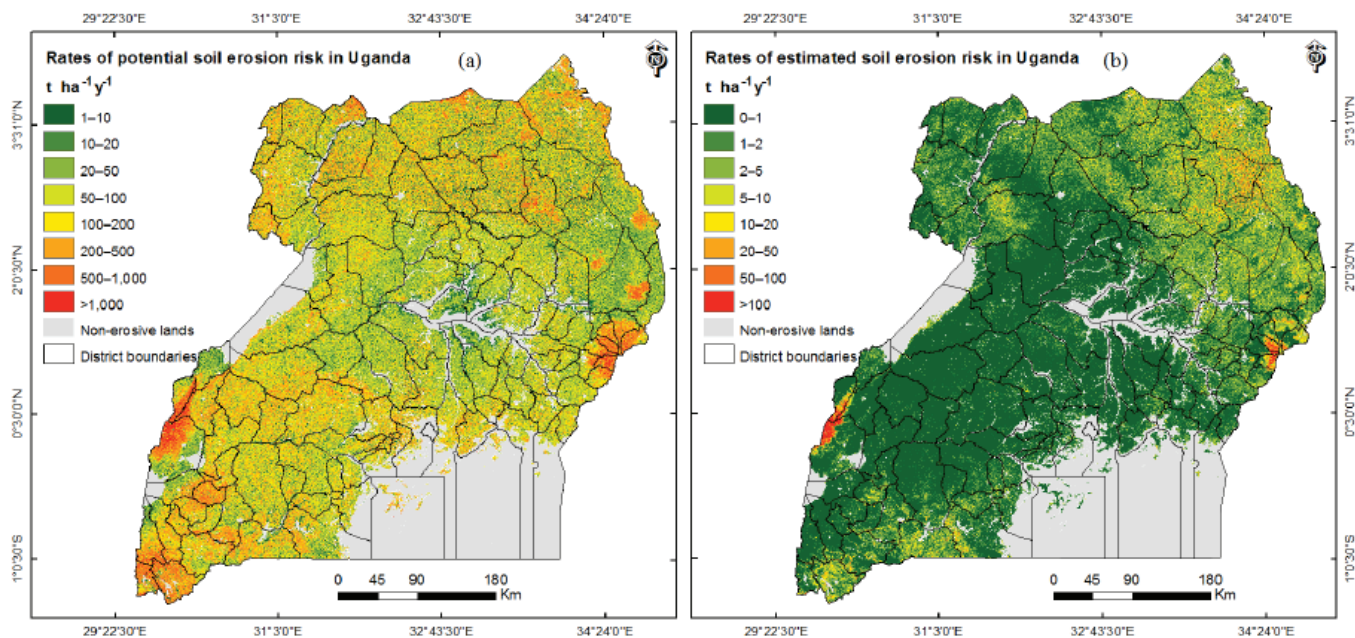 29°22'30"E 31°3'0"E 32°43'30"E 34°24'0"E
Rates of potential soil erosion risk in Uganda (a)
N
t ha⁻¹ y⁻¹
1–10
10–20
20–50
50–100
100–200
200–500
500–1,000
>1,000
Non-erosive lands
District boundaries
3°31'0"N
2°0'30"N
0°30'0"N
1°0'30"S
0 45 90 180
Km
29°22'30"E 31°3'0"E 32°43'30"E 34°24'0"E
29°22'30"E 31°3'0"E 32°43'30"E 34°24'0"E
Rates of estimated soil erosion risk in Uganda (b)
N
t ha⁻¹ y⁻¹
0–1
1–2
2–5
5–10
10–20
20–50
50–100
>100
Non-erosive lands
District boundaries
3°31'0"N
2°0'30"N
0°30'0"N
1°0'30"S
0 45 90 180
Km
29°22'30"E 31°3'0"E 32°43'30"E 34°24'0"E